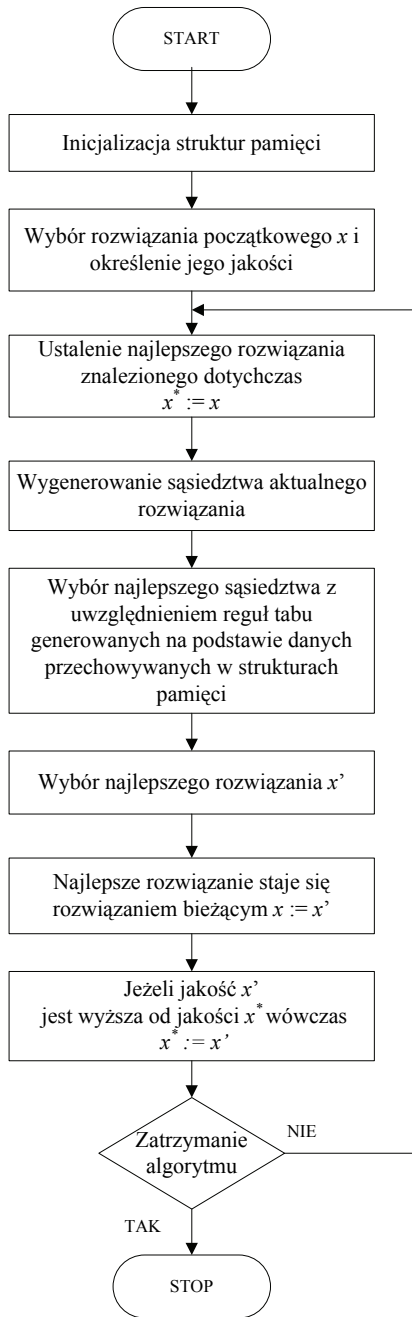 START
Inicjalizacja struktur pamięci
Wybór rozwiązania początkowego x i
określenie jego jakości
Ustalenie najlepszego rozwiązania
znalezionego dotychczas
x* := x
Wygenerowanie sąsiedztwa aktualnego
rozwiązania
Wybór najlepszego sąsiedztwa z
uwzględnieniem reguł tabu
generowanych na podstawie danych
przechowywanych w strukturach
pamięci
Wybór najlepszego rozwiązania x’
Najlepsze rozwiązanie staje się
rozwiązaniem bieżącym x := x’
Jeżeli jakość x’
jest wyższa od jakości x* wówczas
x* := x’
Zatrzymanie
algorytmu
NIE
TAK
STOP